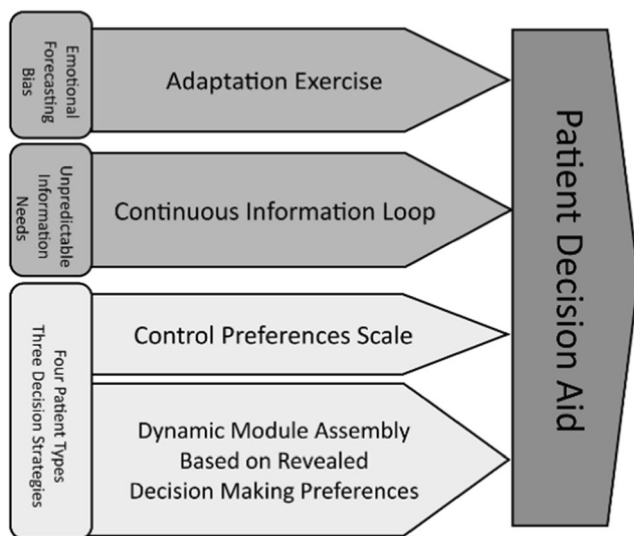 Emotional
Forecasting
Bias
Adaptation Exercise
Unpredictable
Information
Needs
Continuous Information Loop
Four Patient Types
Three Decision Strategies
Control Preferences Scale
Dynamic Module Assembly
Based on Revealed
Decision Making Preferences
Patient Decision Aid